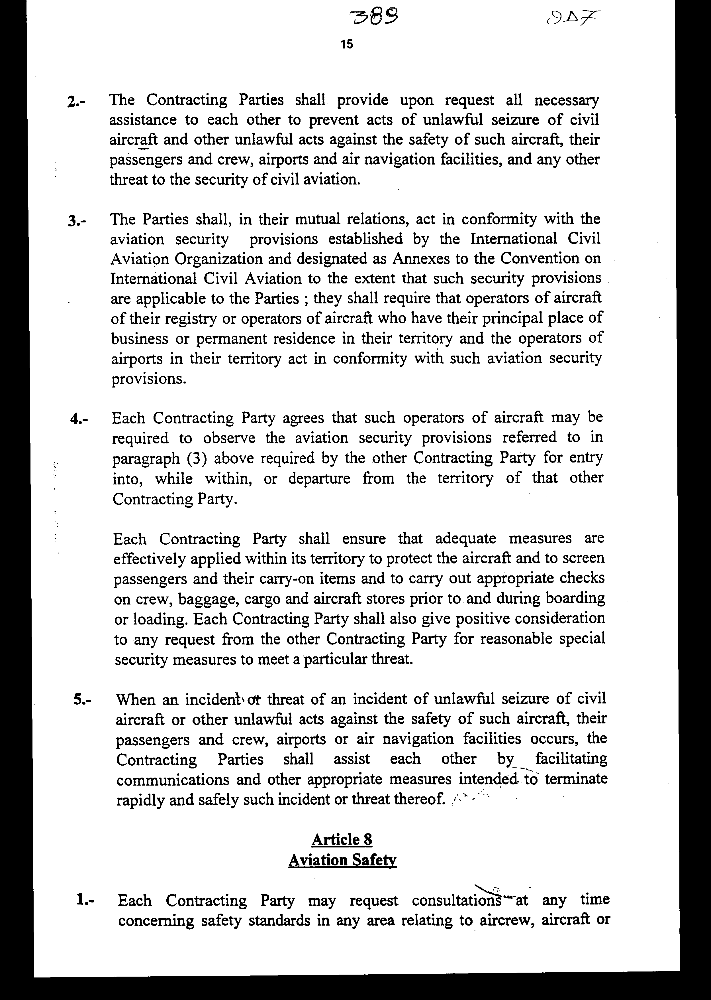 389
15
2.- The Contracting Parties shall provide upon request all necessary
assistance to each other to prevent acts of unlawful seizure of civil
aircraft and other unlawful acts against the safety of such aircraft, their
passengers and crew, airports and air navigation facilities, and any other
threat to the security of civil aviation.
3.- The Parties shall, in their mutual relations, act in conformity with the
aviation security provisions established by the International Civil
Aviation Organization and designated as Annexes to the Convention on
International Civil Aviation to the extent that such security provisions
are applicable to the Parties ; they shall require that operators of aircraft
of their registry or operators of aircraft who have their principal place of
business or permanent residence in their territory and the operators of
airports in their territory act in conformity with such aviation security
provisions.
4.- Each Contracting Party agrees that such operators of aircraft may be
required to observe the aviation security provisions referred to in
paragraph (3) above required by the other Contracting Party for entry
into, while within, or departure from the territory of that other
Contracting Party.
Each Contracting Party shall ensure that adequate measures are
effectively applied within its territory to protect the aircraft and to screen
passengers and their carry-on items and to carry out appropriate checks
on crew, baggage, cargo and aircraft stores prior to and during boarding
or loading. Each Contracting Party shall also give positive consideration
to any request from the other Contracting Party for reasonable special
security measures to meet a particular threat.
5.- When an incident or threat of an incident of unlawful seizure of civil
aircraft or other unlawful acts against the safety of such aircraft, their
passengers and crew, airports or air navigation facilities occurs, the
Contracting Parties shall assist each other by facilitating
communications and other appropriate measures intended to terminate
rapidly and safely such incident or threat thereof.
Article 8
Aviation Safety
1.- Each Contracting Party may request consultations at any time
concerning safety standards in any area relating to aircrew, aircraft or